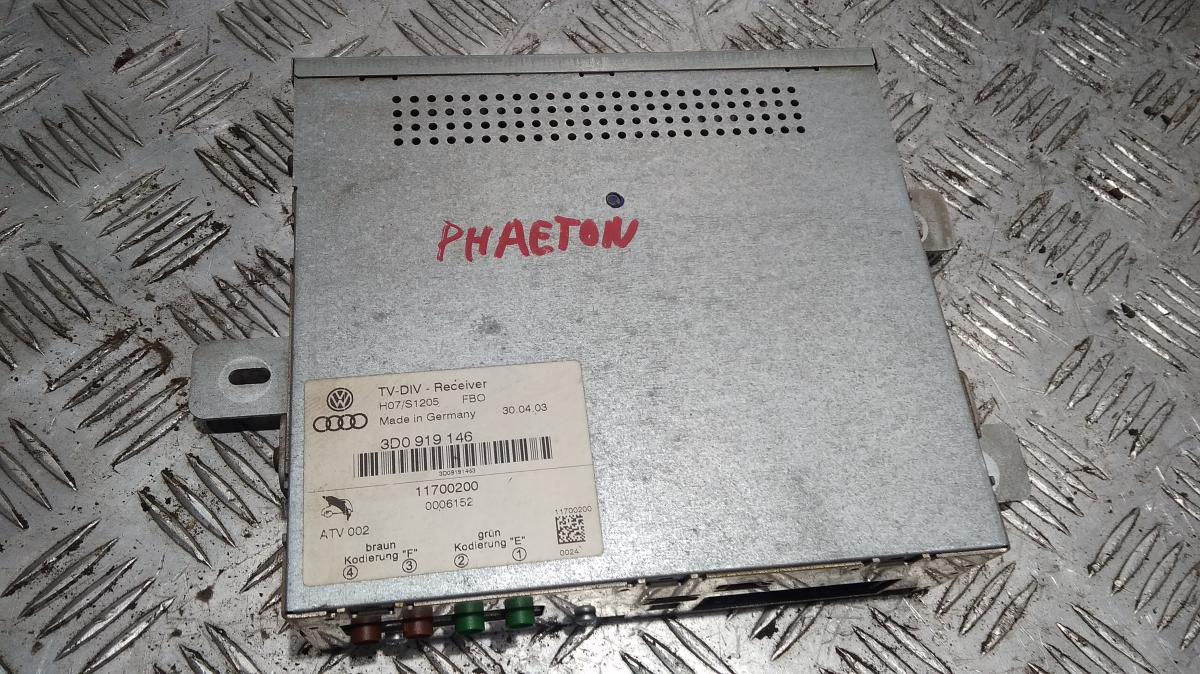 PHAETON
TV-DIV - Receiver
H07/S1205 FBO
Made in Germany 30.04.03
3D0 919 146
3D09191463
11700200
0006152
11700200
ATV 002
braun grün
Kodierung "F" Kodierung "E"
0024
4 3 2 1